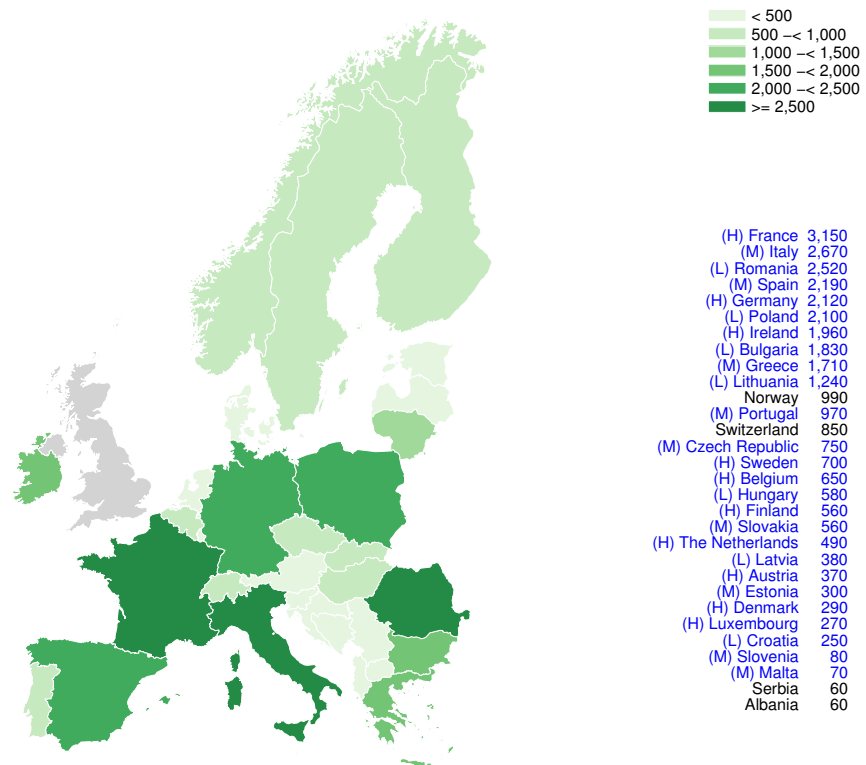 < 500
500 –< 1,000
1,000 –< 1,500
1,500 –< 2,000
2,000 –< 2,500
>= 2,500
(H) France 3,150
(M) Italy 2,670
(L) Romania 2,520
(M) Spain 2,190
(H) Germany 2,120
(L) Poland 2,100
(H) Ireland 1,960
(L) Bulgaria 1,830
(M) Greece 1,710
(L) Lithuania 1,240
Norway 990
(M) Portugal 970
Switzerland 850
(M) Czech Republic 750
(H) Sweden 700
(H) Belgium 650
(L) Hungary 580
(H) Finland 560
(M) Slovakia 560
(H) The Netherlands 490
(L) Latvia 380
(H) Austria 370
(M) Estonia 300
(H) Denmark 290
(H) Luxembourg 270
(L) Croatia 250
(M) Slovenia 80
(M) Malta 70
Serbia 60
Albania 60